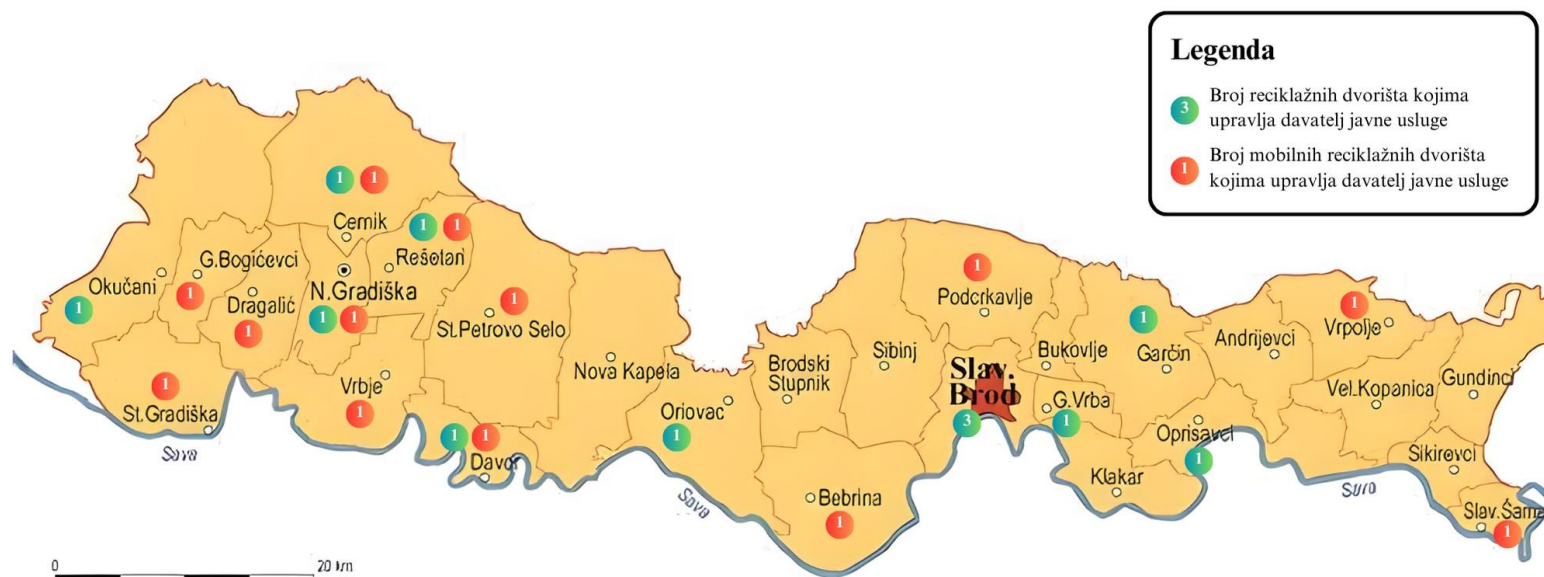 Legenda
3
Broj reciklažnih dvorišta kojima
upravlja davatelj javne usluge
1
Broj mobilnih reciklažnih dvorišta
kojima upravlja davatelj javne usluge
1 1
Cernik
1 1
Rešetari
G.Bogićevci
Okučani
1
1
Dragalić
1
N.Gradiška
1 1
St.Petrovo Selo
1
1
St.Gradiška
Sava
Vrbje
1
1 1
Davor
Nova Kapela
Oriovac
1
Sava
Brodski
Stupnik
Sibinj
Bebrina
1
1
Podcrkavlje
Slav.
Brod
3
Bukovlje
G.Vrba
1
1
Garčin
Oprisavci
1
Klakar
Andrijevci
1
Vrpolje
Vel.Kopanica
Gundinci
Sikirevci
Slav.Šama
1
0
20 km